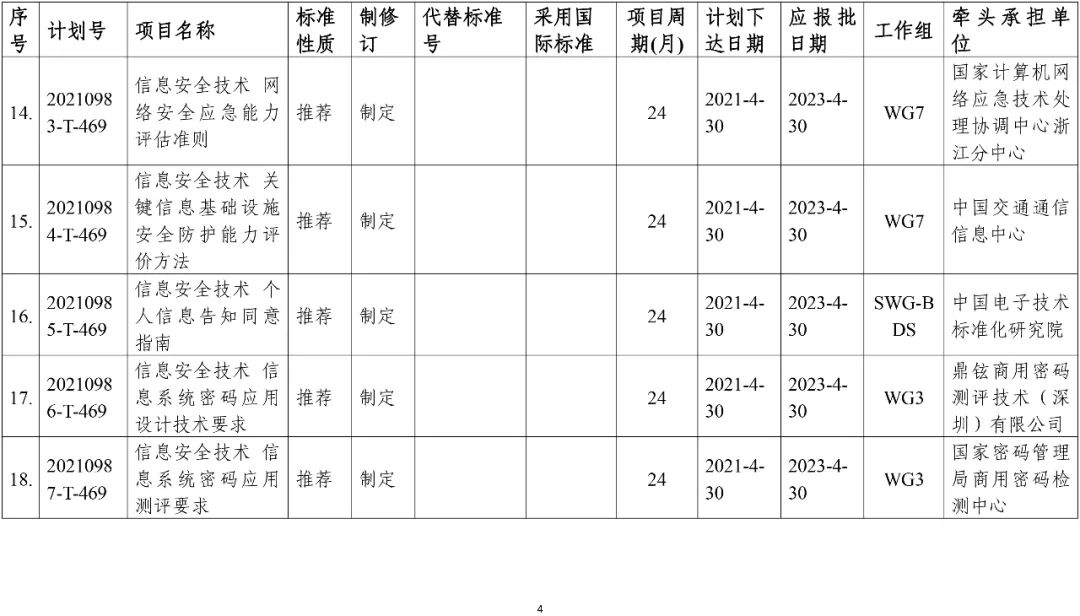 序号 计划号 项目名称 标准性质 制修订 代替标准号 采用国际标准 项目周期(月) 计划下达日期 应报批日期 工作组 牵头承担单位
14. 20210983-T-469 信息安全技术 网络安全应急能力评估准则 推荐 制定 24 2021-4-30 2023-4-30 WG7 国家计算机网络应急技术处理协调中心浙江分中心
15. 20210984-T-469 信息安全技术 关键信息基础设施安全防护能力评价方法 推荐 制定 24 2021-4-30 2023-4-30 WG7 中国交通通信信息中心
16. 20210985-T-469 信息安全技术 个人信息告知同意指南 推荐 制定 24 2021-4-30 2023-4-30 SWG-BDS 中国电子技术标准化研究院
17. 20210986-T-469 信息安全技术 信息系统密码应用设计技术要求 推荐 制定 24 2021-4-30 2023-4-30 WG3 鼎铉商用密码测评技术（深圳）有限公司
18. 20210987-T-469 信息安全技术 信息系统密码应用测评要求 推荐 制定 24 2021-4-30 2023-4-30 WG3 国家密码管理局商用密码检测中心
4